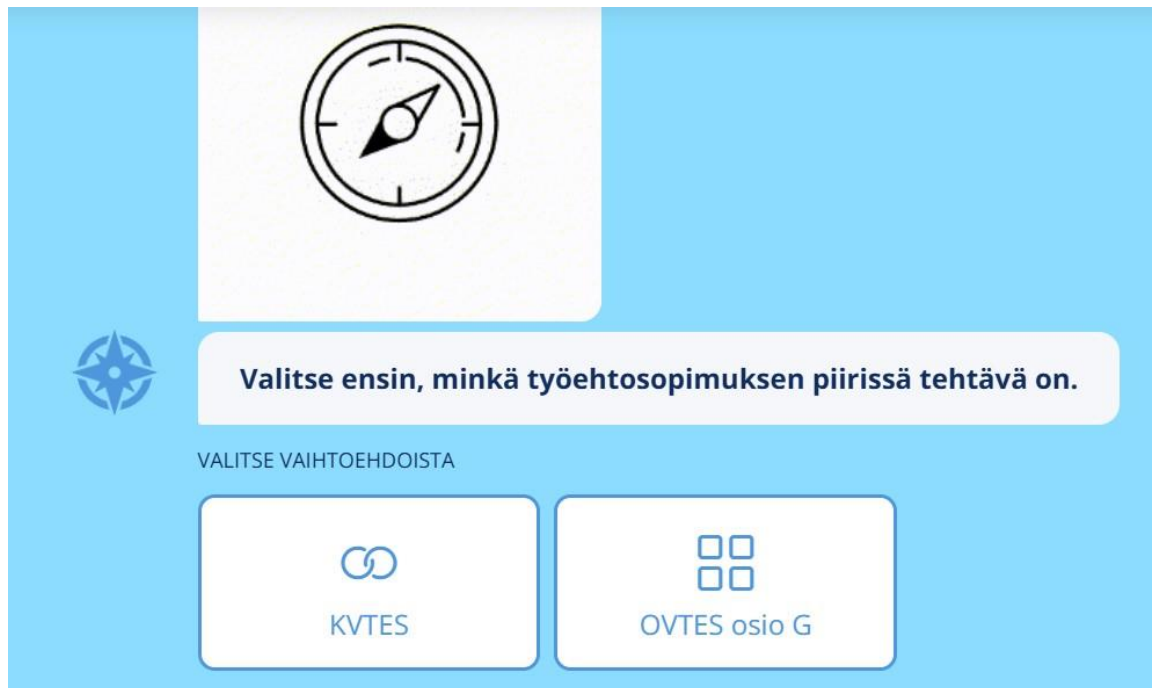 Valitse ensin, minkä työehtosopimuksen piirissä tehtävä on.
VALITSE VAIHTOEHDOISTA
KVTES
OVTES osio G